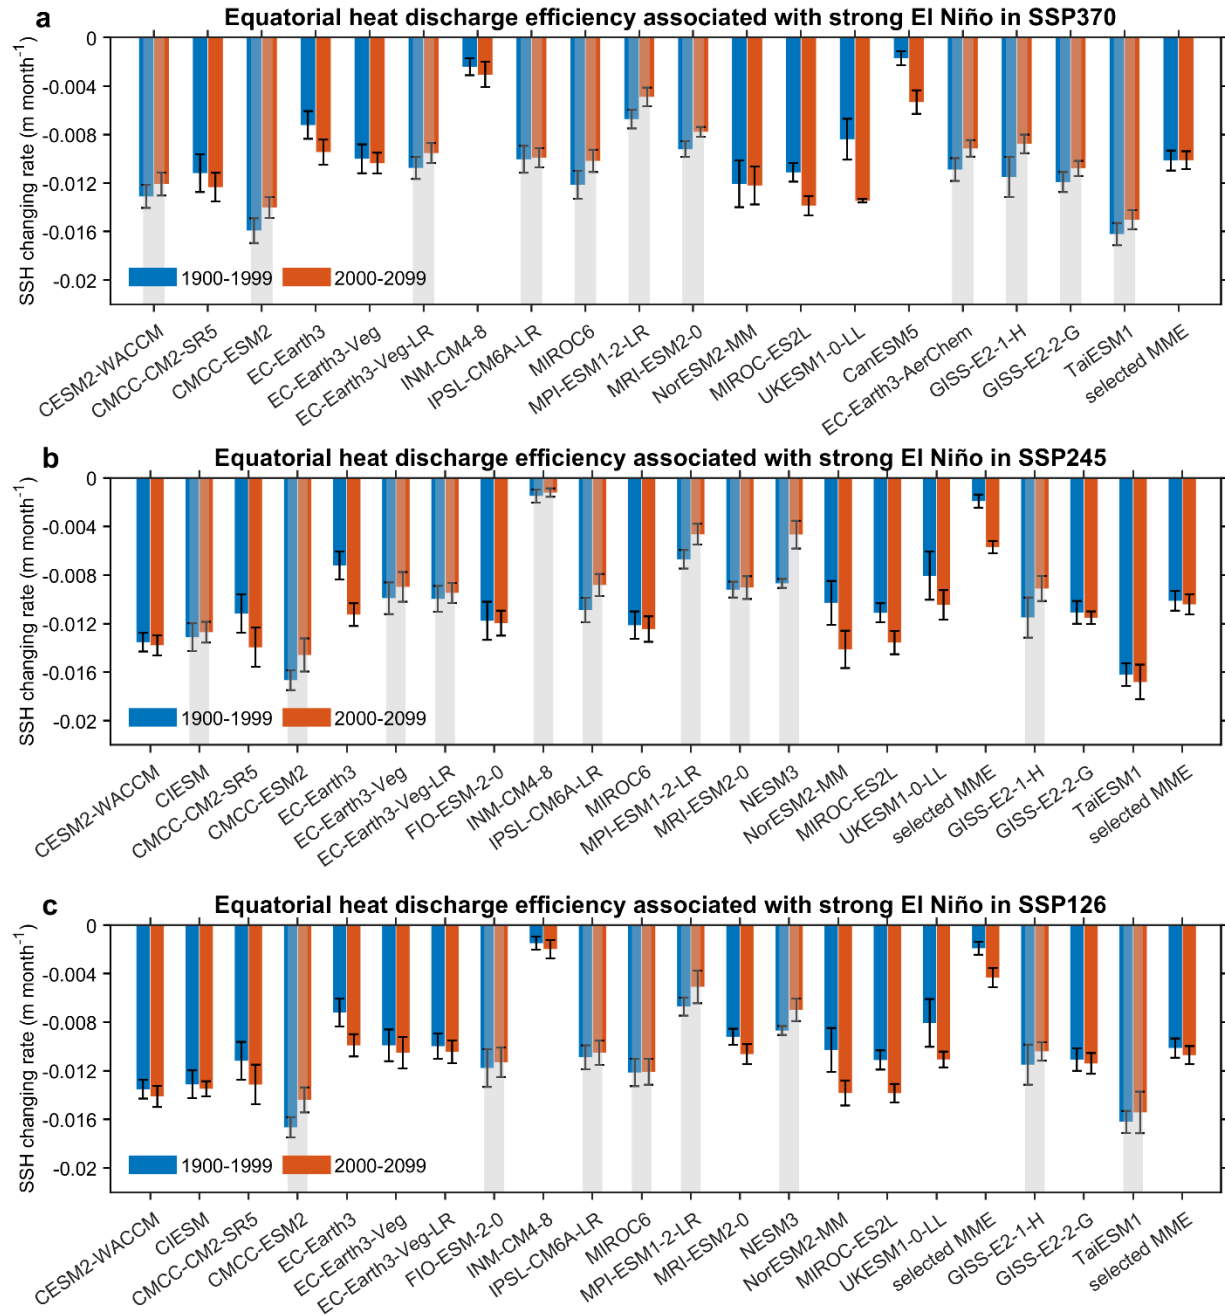 a
Equatorial heat discharge efficiency associated with strong El Niño in SSP370
SSH changing rate (m month-1)
0
-0.004
-0.008
-0.012
-0.016
-0.02
1900-1999
2000-2099
CESM2-WACCM
CMCC-CM2-SR5
CMCC-ESM2
EC-Earth3
EC-Earth3-Veg
EC-Earth3-Veg-LR
INM-CM4-8
IPSL-CM6A-LR
MIROC6
MPI-ESM1-2-LR
MRI-ESM2-0
NorESM2-MM
MIROC-ES2L
UKESM1-0-LL
CanESM5
EC-Earth3-AerChem
GISS-E2-1-H
GISS-E2-2-G
TaiESM1
selected MME
b
Equatorial heat discharge efficiency associated with strong El Niño in SSP245
SSH changing rate (m month-1)
0
-0.004
-0.008
-0.012
-0.016
-0.02
1900-1999
2000-2099
CESM2-WACCM
CIESM
CMCC-CM2-SR5
CMCC-ESM2
EC-Earth3
EC-Earth3-Veg
EC-Earth3-Veg-LR
FIO-ESM-2-0
INM-CM4-8
IPSL-CM6A-LR
MIROC6
MPI-ESM1-2-LR
MRI-ESM2-0
NESM3
NorESM2-MM
MIROC-ES2L
UKESM1-0-LL
selected MME
GISS-E2-1-H
GISS-E2-2-G
TaiESM1
selected MME
c
Equatorial heat discharge efficiency associated with strong El Niño in SSP126
SSH changing rate (m month-1)
0
-0.004
-0.008
-0.012
-0.016
-0.02
1900-1999
2000-2099
CESM2-WACCM
CIESM
CMCC-CM2-SR5
CMCC-ESM2
EC-Earth3
EC-Earth3-Veg
EC-Earth3-Veg-LR
FIO-ESM-2-0
INM-CM4-8
IPSL-CM6A-LR
MIROC6
MPI-ESM1-2-LR
MRI-ESM2-0
NESM3
NorESM2-MM
MIROC-ES2L
UKESM1-0-LL
selected MME
GISS-E2-1-H
GISS-E2-2-G
TaiESM1
selected MME